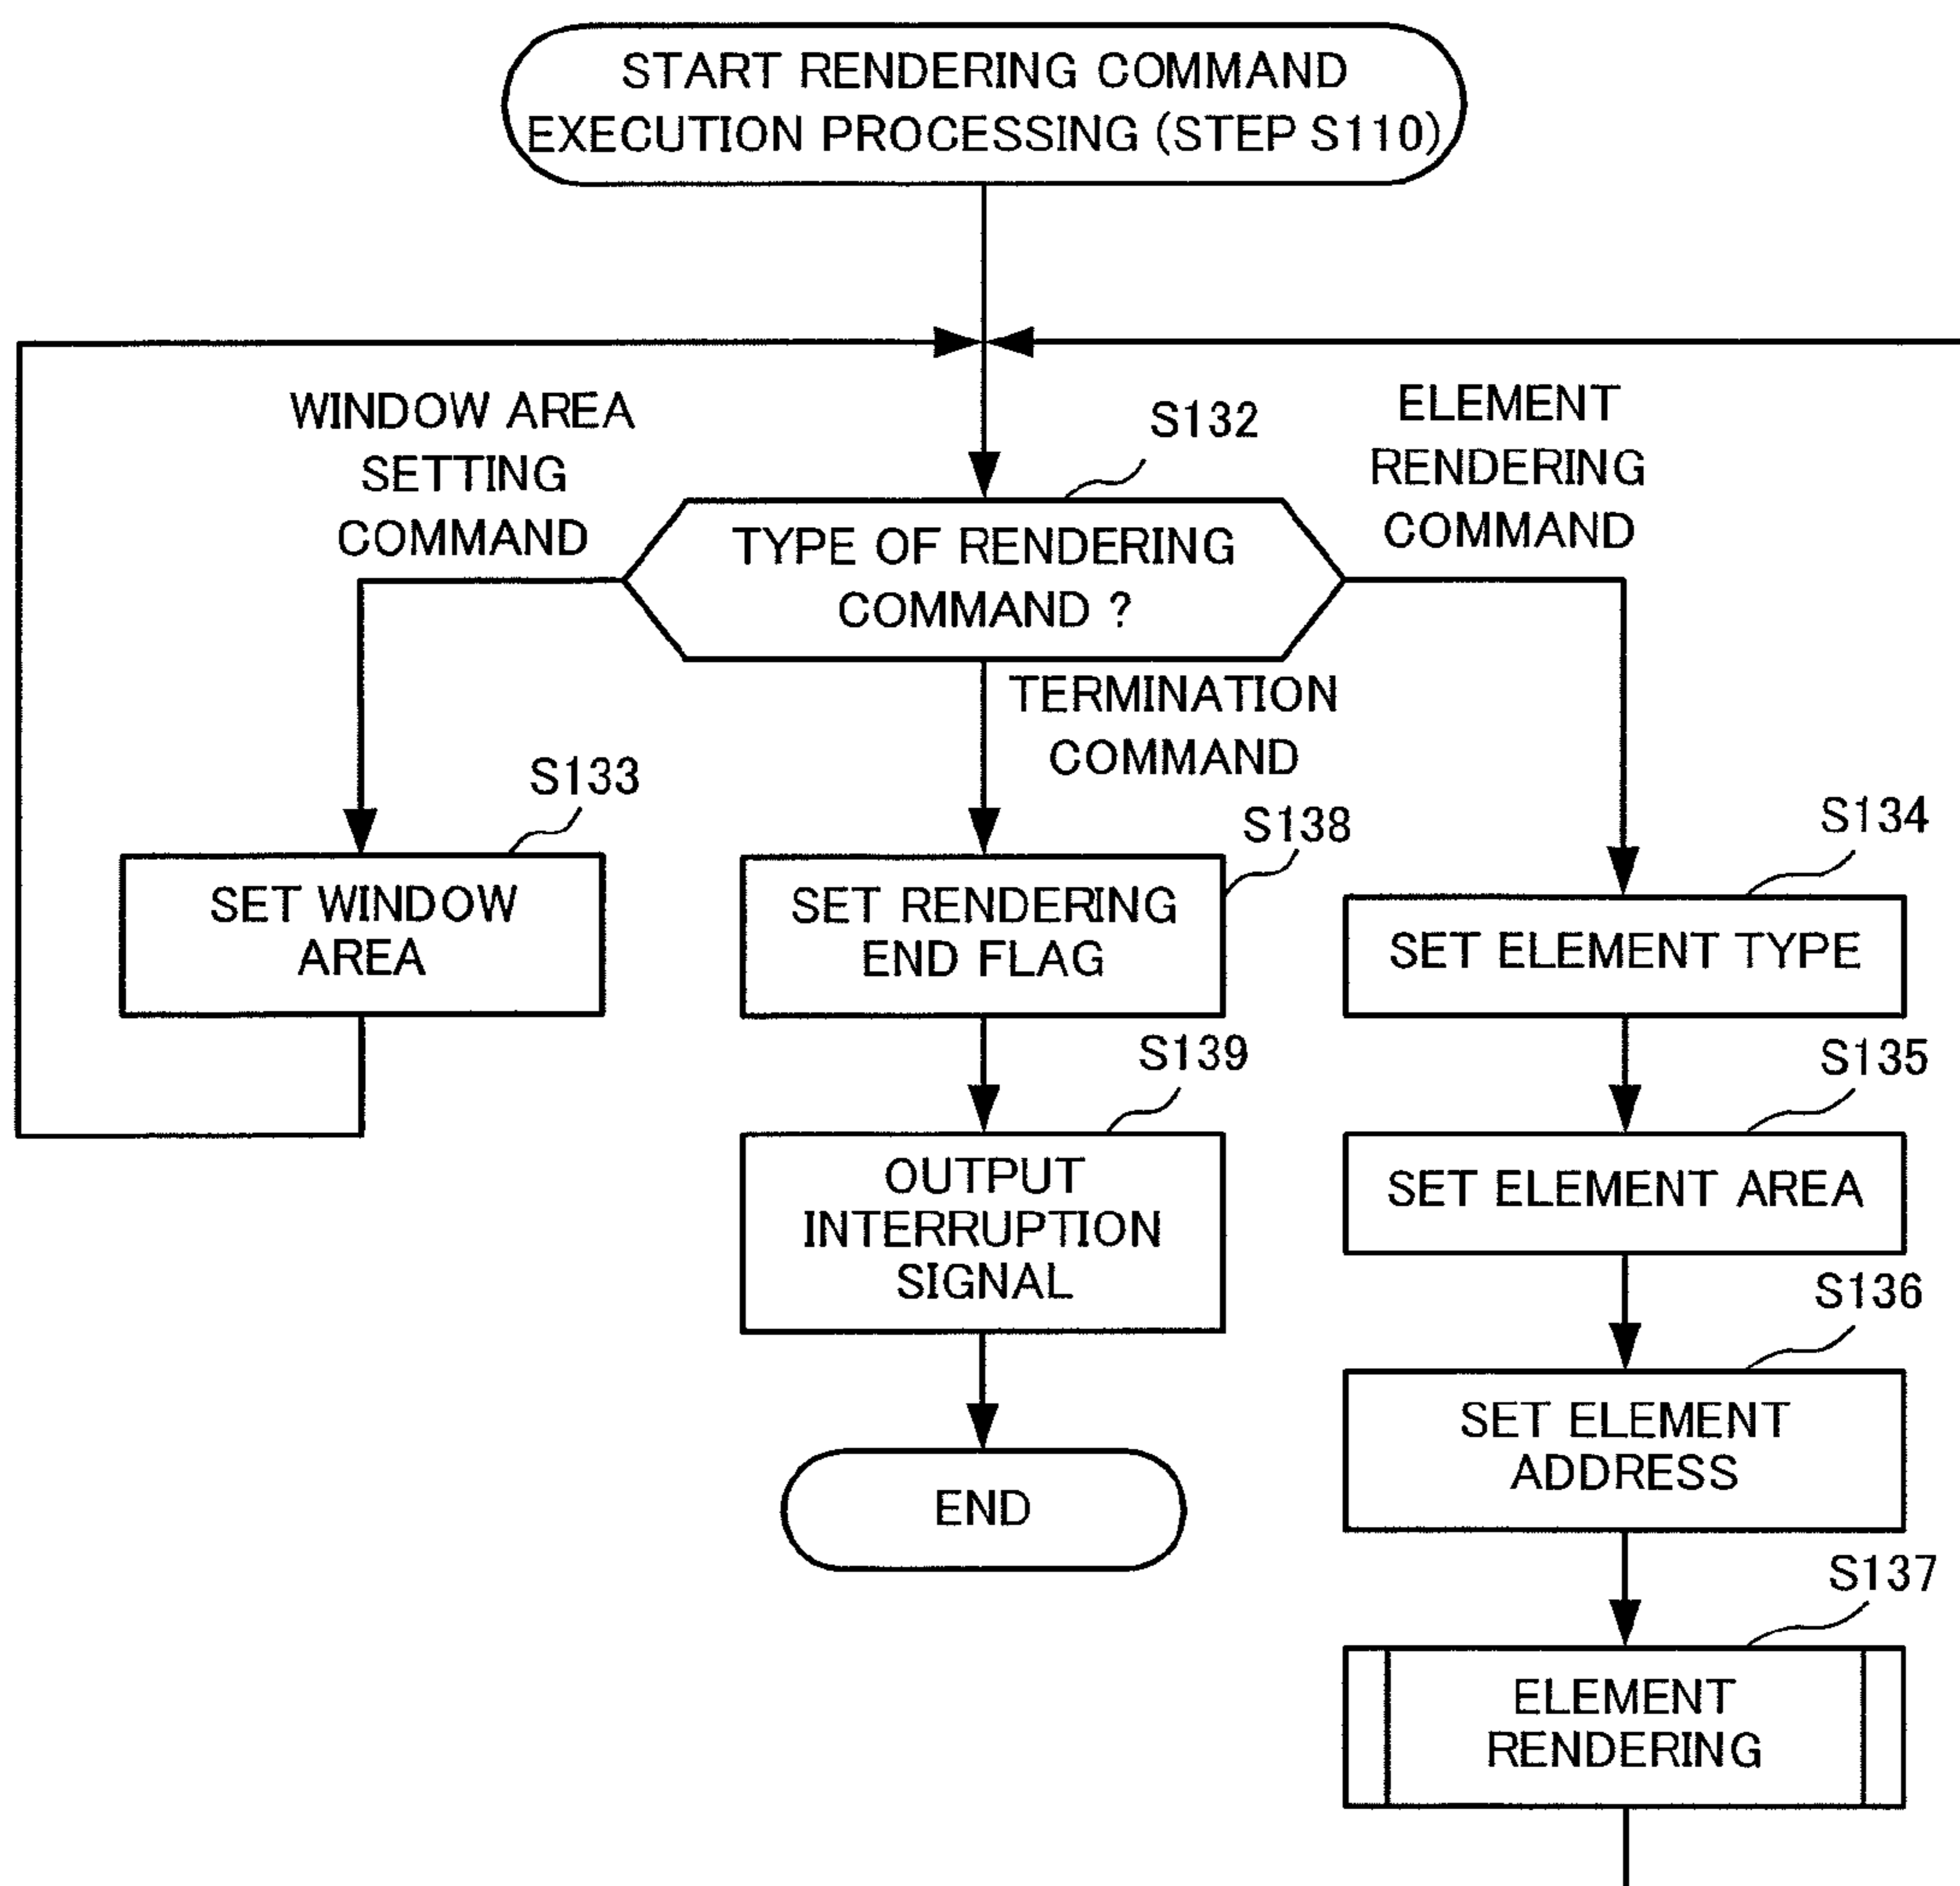 START RENDERING COMMAND
EXECUTION PROCESSING (STEP S110)
WINDOW AREA
SETTING
COMMAND
S132
ELEMENT
RENDERING
COMMAND
TYPE OF RENDERING
COMMAND ?
TERMINATION
COMMAND
S133
SET WINDOW
AREA
S138
SET RENDERING
END FLAG
S139
OUTPUT
INTERRUPTION
SIGNAL
END
S134
SET ELEMENT TYPE
S135
SET ELEMENT AREA
S136
SET ELEMENT
ADDRESS
S137
ELEMENT
RENDERING